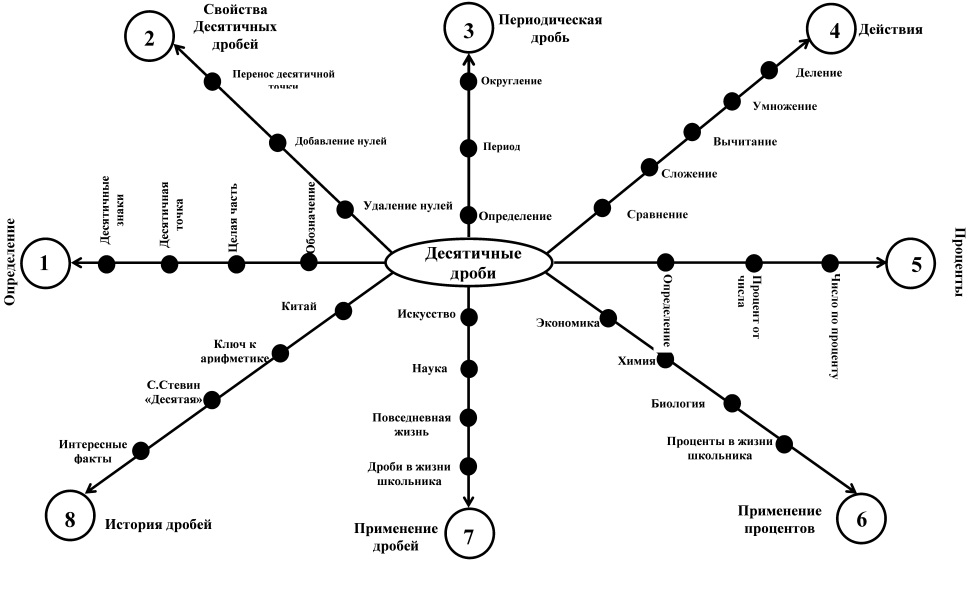 Свойства
Десятичных
дробей
2
Перенос десятичной
точки
Добавление нулей
Удаление нулей
3
Периодическая
дробь
Округление
Период
Определение
4
Действия
Деление
Умножение
Вычитание
Сложение
Сравнение
Определение
1
Десятичные
знаки
Десятичная
точка
Целая часть
Обозначение
Десятичные
дроби
5
Проценты
Определение
Процент от
числа
Число по проценту
Китай
Ключ к
арифметике
С.Стевин
«Десятая»
Интересные
факты
8
История дробей
Искусство
Наука
Повседневная
жизнь
Дроби в жизни
школьника
Применение
дробей
7
Экономика
Химия
Биология
Проценты в жизни
школьника
Применение
процентов
6